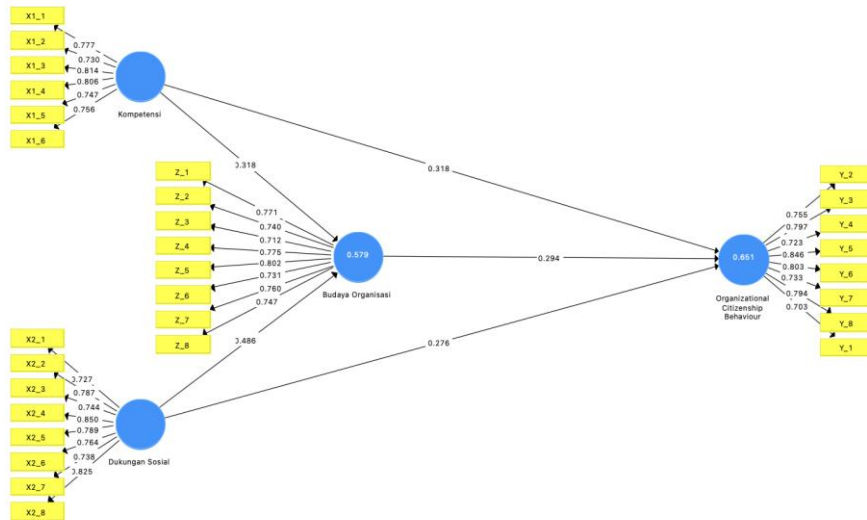 X1_1
X1_2
X1_3
X1_4
X1_5
X1_6
0.777
0.730
0.814
0.806
0.747
0.756
Kompetensi
0.318
0.318
Z_1
Z_2
Z_3
Z_4
Z_5
Z_6
Z_7
Z_8
0.771
0.740
0.712
0.775
0.802
0.731
0.760
0.747
0.579
Budaya Organisasi
0.294
Y_2
Y_3
Y_4
Y_5
Y_6
Y_7
Y_8
Y_1
0.755
0.797
0.723
0.846
0.803
0.733
0.794
0.703
0.651
Organizational
Citizenship
Behaviour
0.486
0.276
X2_1
X2_2
X2_3
X2_4
X2_5
X2_6
X2_7
X2_8
0.727
0.787
0.744
0.850
0.789
0.764
0.738
0.825
Dukungan Sosial